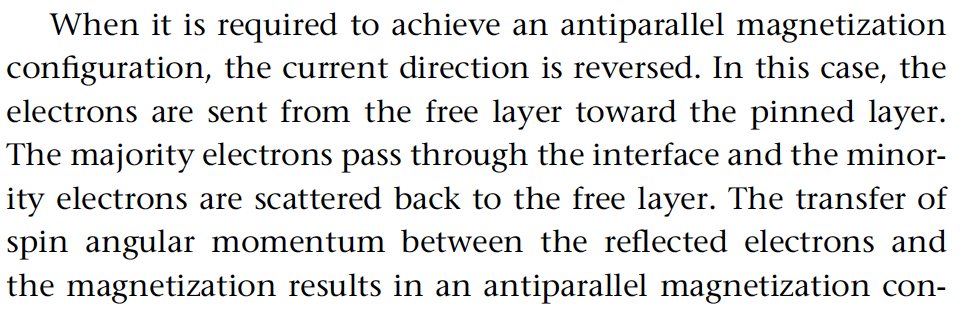 When it is required to achieve an antiparallel magnetization
configuration, the current direction is reversed. In this case, the
electrons are sent from the free layer toward the pinned layer.
The majority electrons pass through the interface and the minor-
ity electrons are scattered back to the free layer. The transfer of
spin angular momentum between the reflected electrons and
the magnetization results in an antiparallel magnetization con-